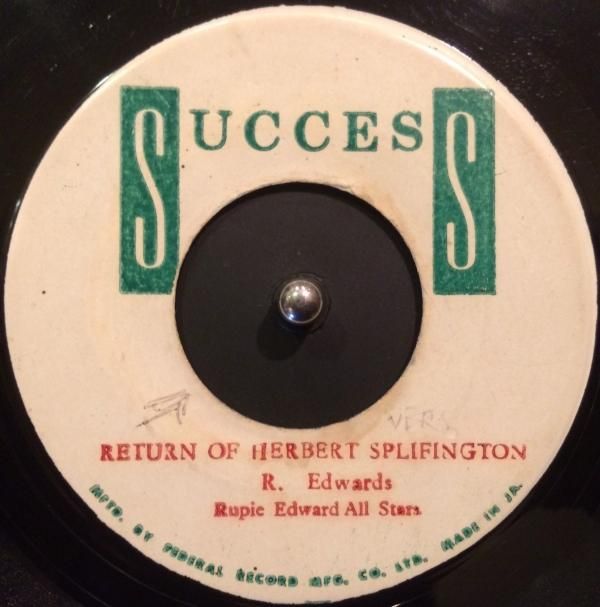 SUCCESS
VERS
RETURN OF HERBERT SPLIFINGTON
R. Edwards
Rupie Edward All Stars
MFTD. BY FEDERAL RECORD MFG. CO. LTD. MADE IN JA.